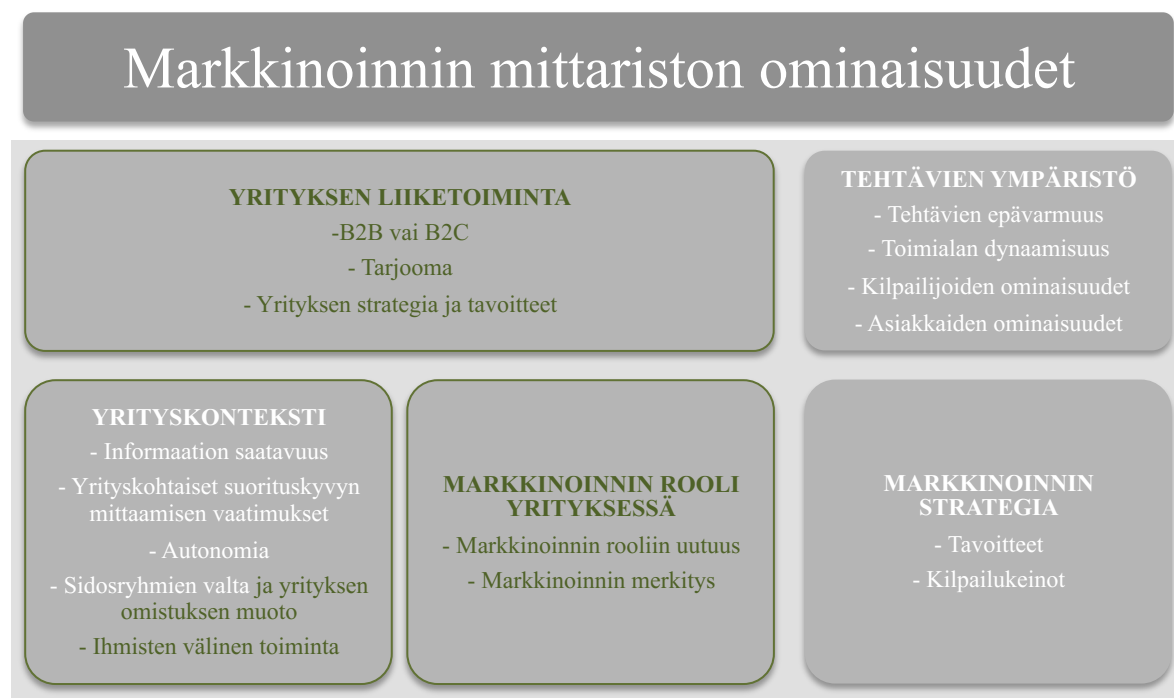 Markkinoinnin mittariston ominaisuudet
YRITYKSEN LIIKETOIMINTA
-B2B vai B2C
- Tarjooma
- Yrityksen strategia ja tavoitteet
TEHTÄVIEN YMPÄRISTÖ
- Tehtävien epävarmuus
- Toimialan dynaamisuus
- Kilpailijoiden ominaisuudet
- Asiakkaiden ominaisuudet
YRITYSKONTEKSTI
- Informaation saatavuus
- Yrityskohtaiset suorituskyvyn
mittaamisen vaatimukset
- Autonomia
- Sidosryhmien valta ja yrityksen
omistuksen muoto
- Ihmisten välinen toiminta
MARKKINOINNIN ROOLI
YRITYKSESSÄ
- Markkinoinnin rooliin uutuus
- Markkinoinnin merkitys
MARKKINOINNIN
STRATEGIA
- Tavoitteet
- Kilpailukeinot